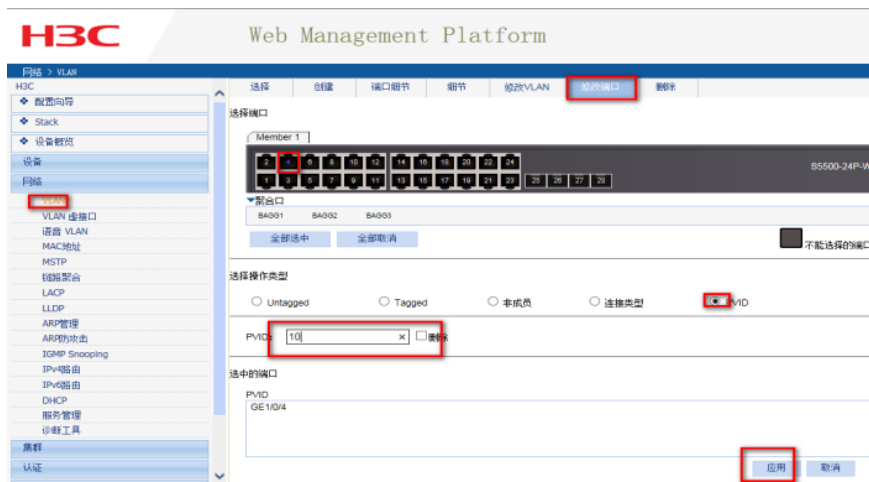 H3C Web Management Platform
网络 > VLAN
H3C
配置向导
Stack
设备概览
设备
网络
VLAN
VLAN 虚接口
语音 VLAN
MAC地址
MSTP
链路聚合
LACP
LLDP
ARP管理
ARP防攻击
IGMP Snooping
IPv4路由
IPv6路由
DHCP
服务管理
诊断工具
集群
认证
选择 创建 端口细节 细节 修改VLAN 修改端口 删除
选择端口
Member 1
2 4 6 8 10 12 14 16 18 20 22 24
1 3 5 7 9 11 13 15 17 19 21 23 25 26 27 28
S5500-24P-W
聚合口
BAGG1 BAGG2 BAGG3
全部选中 全部取消
不能选择的端口
选择操作类型
Untagged Tagged 非成员 连接类型 PVID
PVID: 10 × 删除
选中的端口
PVID
GE1/0/4
应用 取消